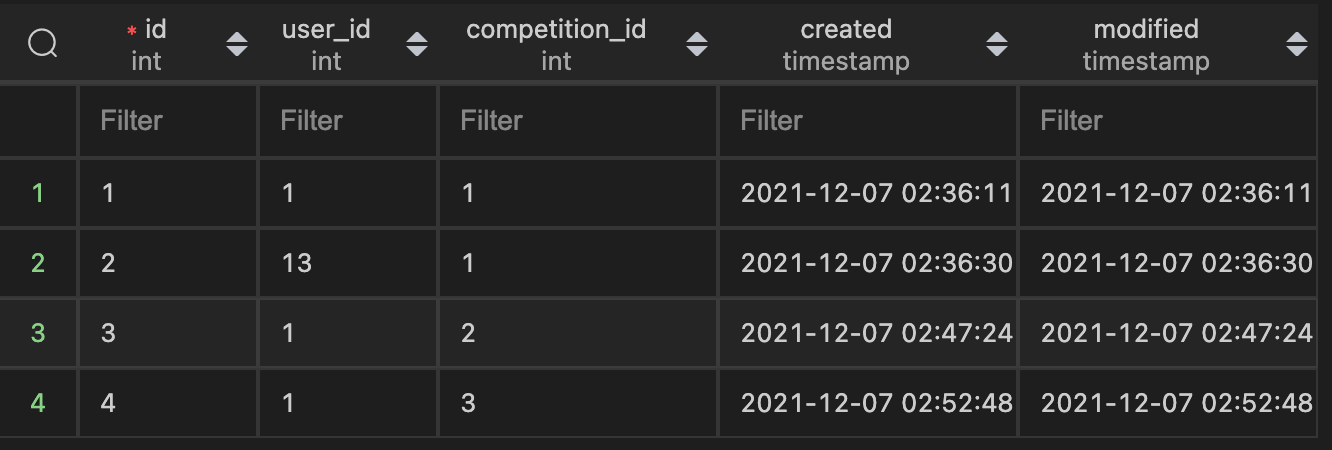 * id user_id competition_id created modified
int int int timestamp timestamp
Filter Filter Filter Filter Filter
1 1 1 1 2021-12-07 02:36:11 2021-12-07 02:36:11
2 2 13 1 2021-12-07 02:36:30 2021-12-07 02:36:30
3 3 1 2 2021-12-07 02:47:24 2021-12-07 02:47:24
4 4 1 3 2021-12-07 02:52:48 2021-12-07 02:52:48